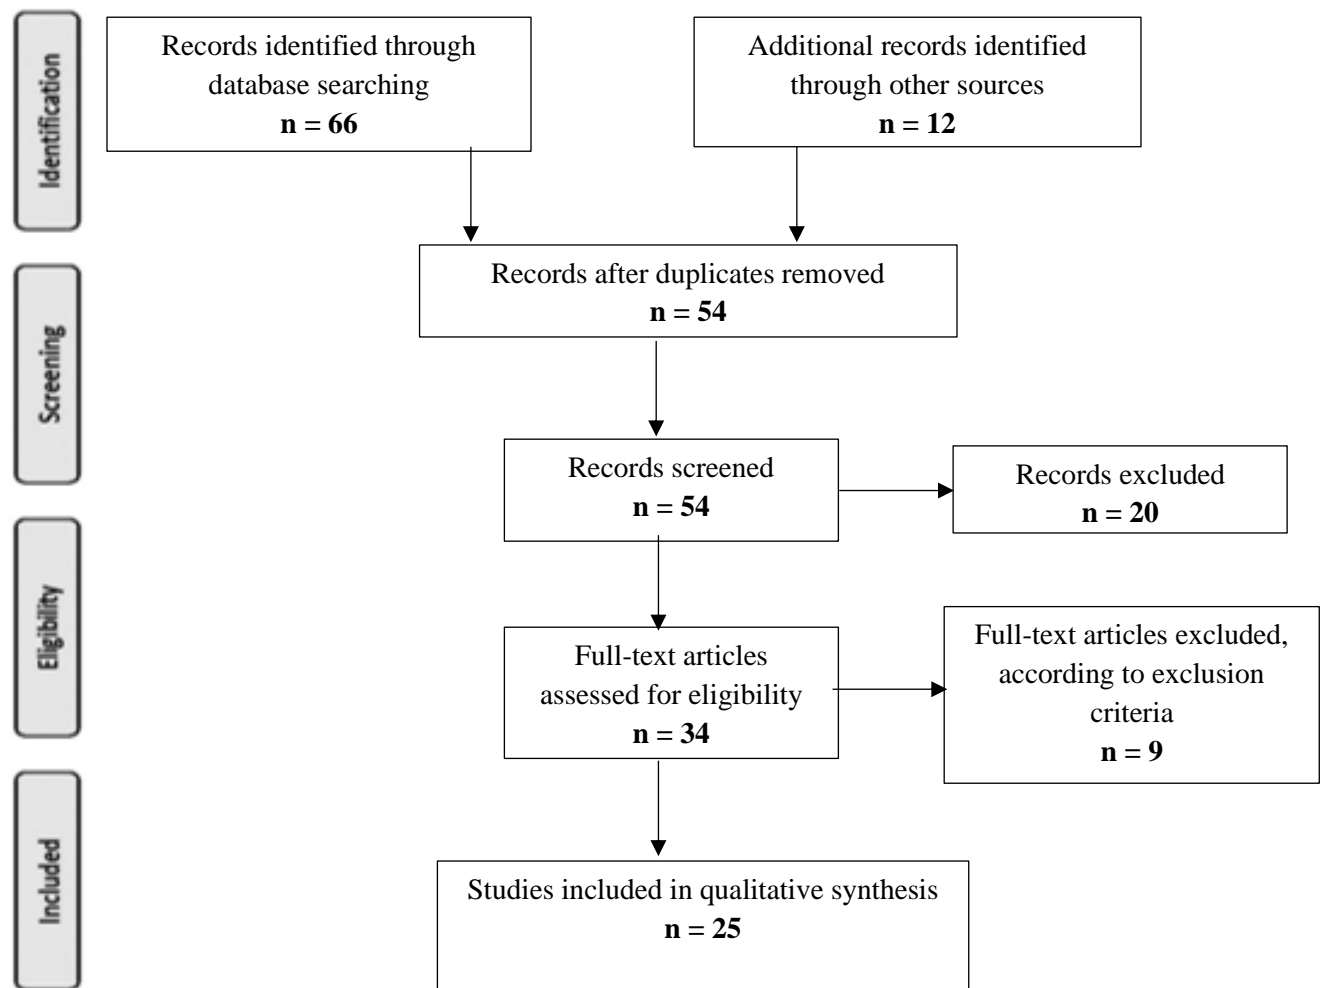 Identification
Records identified through
database searching
n = 66
Additional records identified
through other sources
n = 12
Screening
Records after duplicates removed
n = 54
Records screened
n = 54
Records excluded
n = 20
Eligibility
Full-text articles
assessed for eligibility
n = 34
Full-text articles excluded,
according to exclusion
criteria
n = 9
Included
Studies included in qualitative synthesis
n = 25